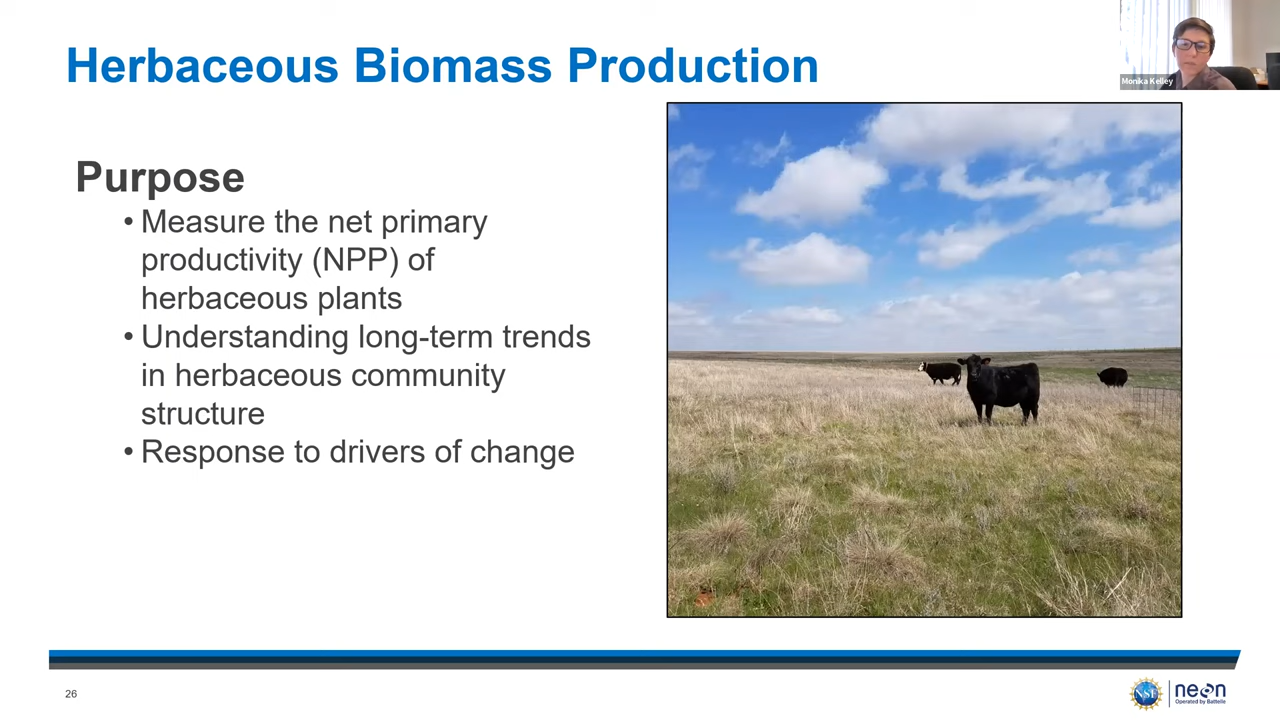 Herbaceous Biomass Production
Monika Kelley
Purpose
• Measure the net primary
productivity (NPP) of
herbaceous plants
• Understanding long-term trends
in herbaceous community
structure
• Response to drivers of change
26
NSF
neon
Operated by Battelle